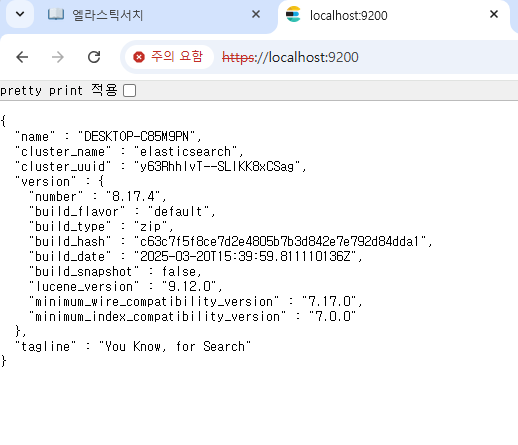 엘라스틱서치
localhost:9200
주의 요함
https://localhost:9200
pretty print 적용
{
  "name" : "DESKTOP-C85M9PN",
  "cluster_name" : "elasticsearch",
  "cluster_uuid" : "y63RhhIvT--SLIKK8xCSag",
  "version" : {
    "number" : "8.17.4",
    "build_flavor" : "default",
    "build_type" : "zip",
    "build_hash" : "c63c7f5f8ce7d2e4805b7b3d842e7e792d84dda1",
    "build_date" : "2025-03-20T15:39:59.811110136Z",
    "build_snapshot" : false,
    "lucene_version" : "9.12.0",
    "minimum_wire_compatibility_version" : "7.17.0",
    "minimum_index_compatibility_version" : "7.0.0"
  },
  "tagline" : "You Know, for Search"
}